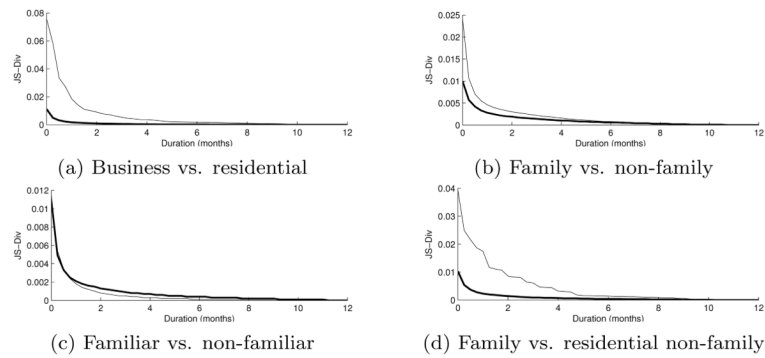 0.08
0.06
0.04
0.02
0
JS-Div
0 2 4 6 8 10 12
Duration (months)
(a) Business vs. residential
0.025
0.02
0.015
0.01
0.005
0
JS-Div
0 2 4 6 8 10 12
Duration (months)
(b) Family vs. non-family
0.012
0.01
0.008
0.006
0.004
0.002
0
JS-Div
0 2 4 6 8 10 12
Duration (months)
(c) Familiar vs. non-familiar
0.04
0.03
0.02
0.01
0
JS-Div
0 2 4 6 8 10 12
Duration (months)
(d) Family vs. residential non-family